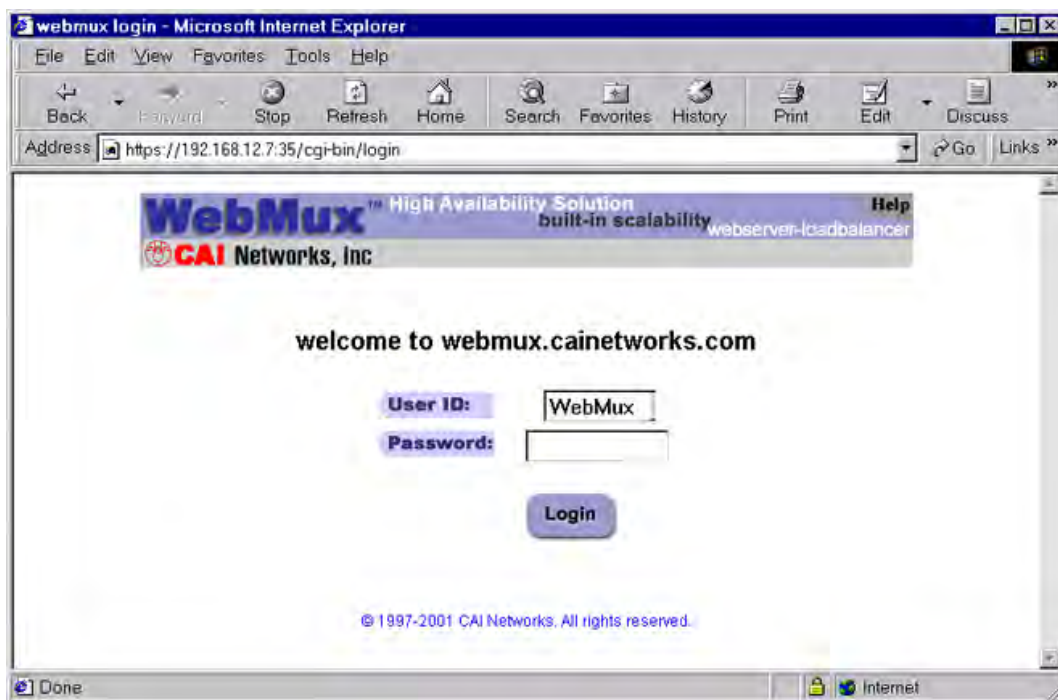 webmux login - Microsoft Internet Explorer
File Edit View Favorites Tools Help
Back Forward Stop Refresh Home Search Favorites History Print Edit Discuss »
Address https://192.168.12.7:35/cgi-bin/login Go Links »
WebMux™ High Availability Solution Help
built-in scalability
webserver-loadbalancer
CAI Networks, Inc
welcome to webmux.cainetworks.com
User ID: WebMux
Password:
Login
© 1997-2001 CAI Networks. All rights reserved.
Done Internet